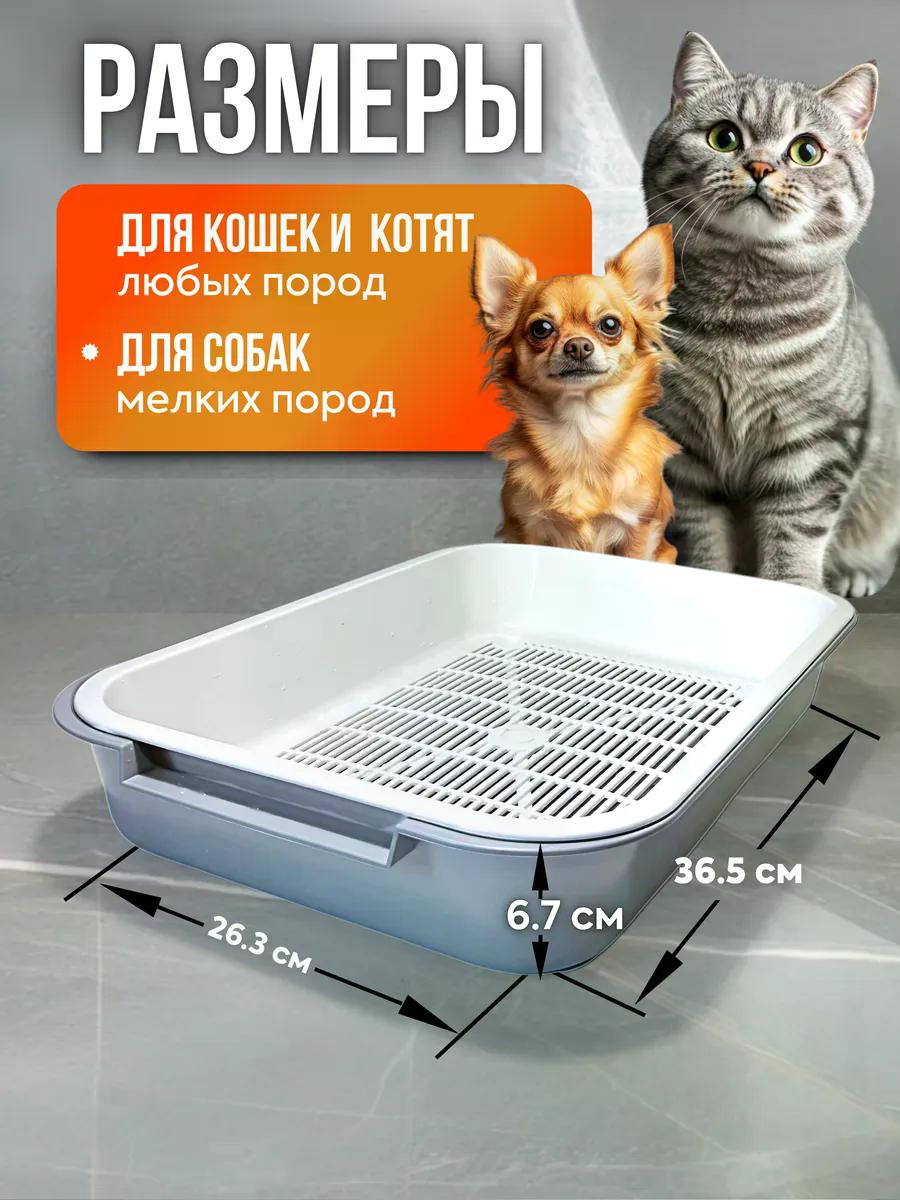 РАЗМЕРЫ
ДЛЯ КОШЕК И КОТЯТ
любых пород
ДЛЯ СОБАК
мелких пород
36.5 см
6.7 см
26.3 см